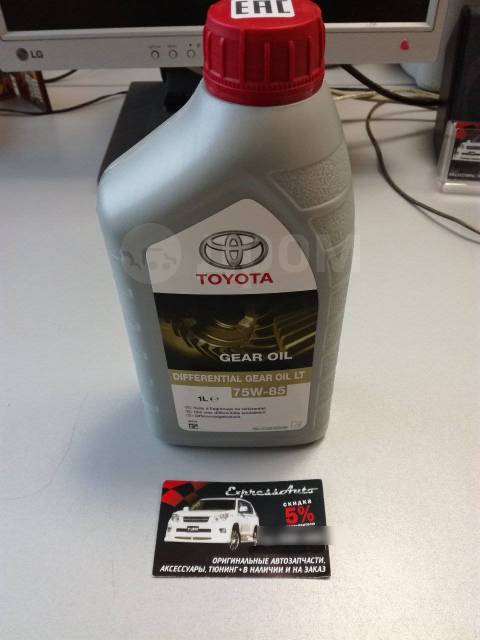 EAC
LG
ДРОМ
TOYOTA
GEAR OIL
DIFFERENTIAL GEAR OIL LT
1L
75W-85
ExpressAuto
скидка
5%
ОРИГИНАЛЬНЫЕ АВТОЗАПЧАСТИ,
АКСЕССУАРЫ, ТЮНИНГ • В НАЛИЧИИ И НА ЗАКАЗ